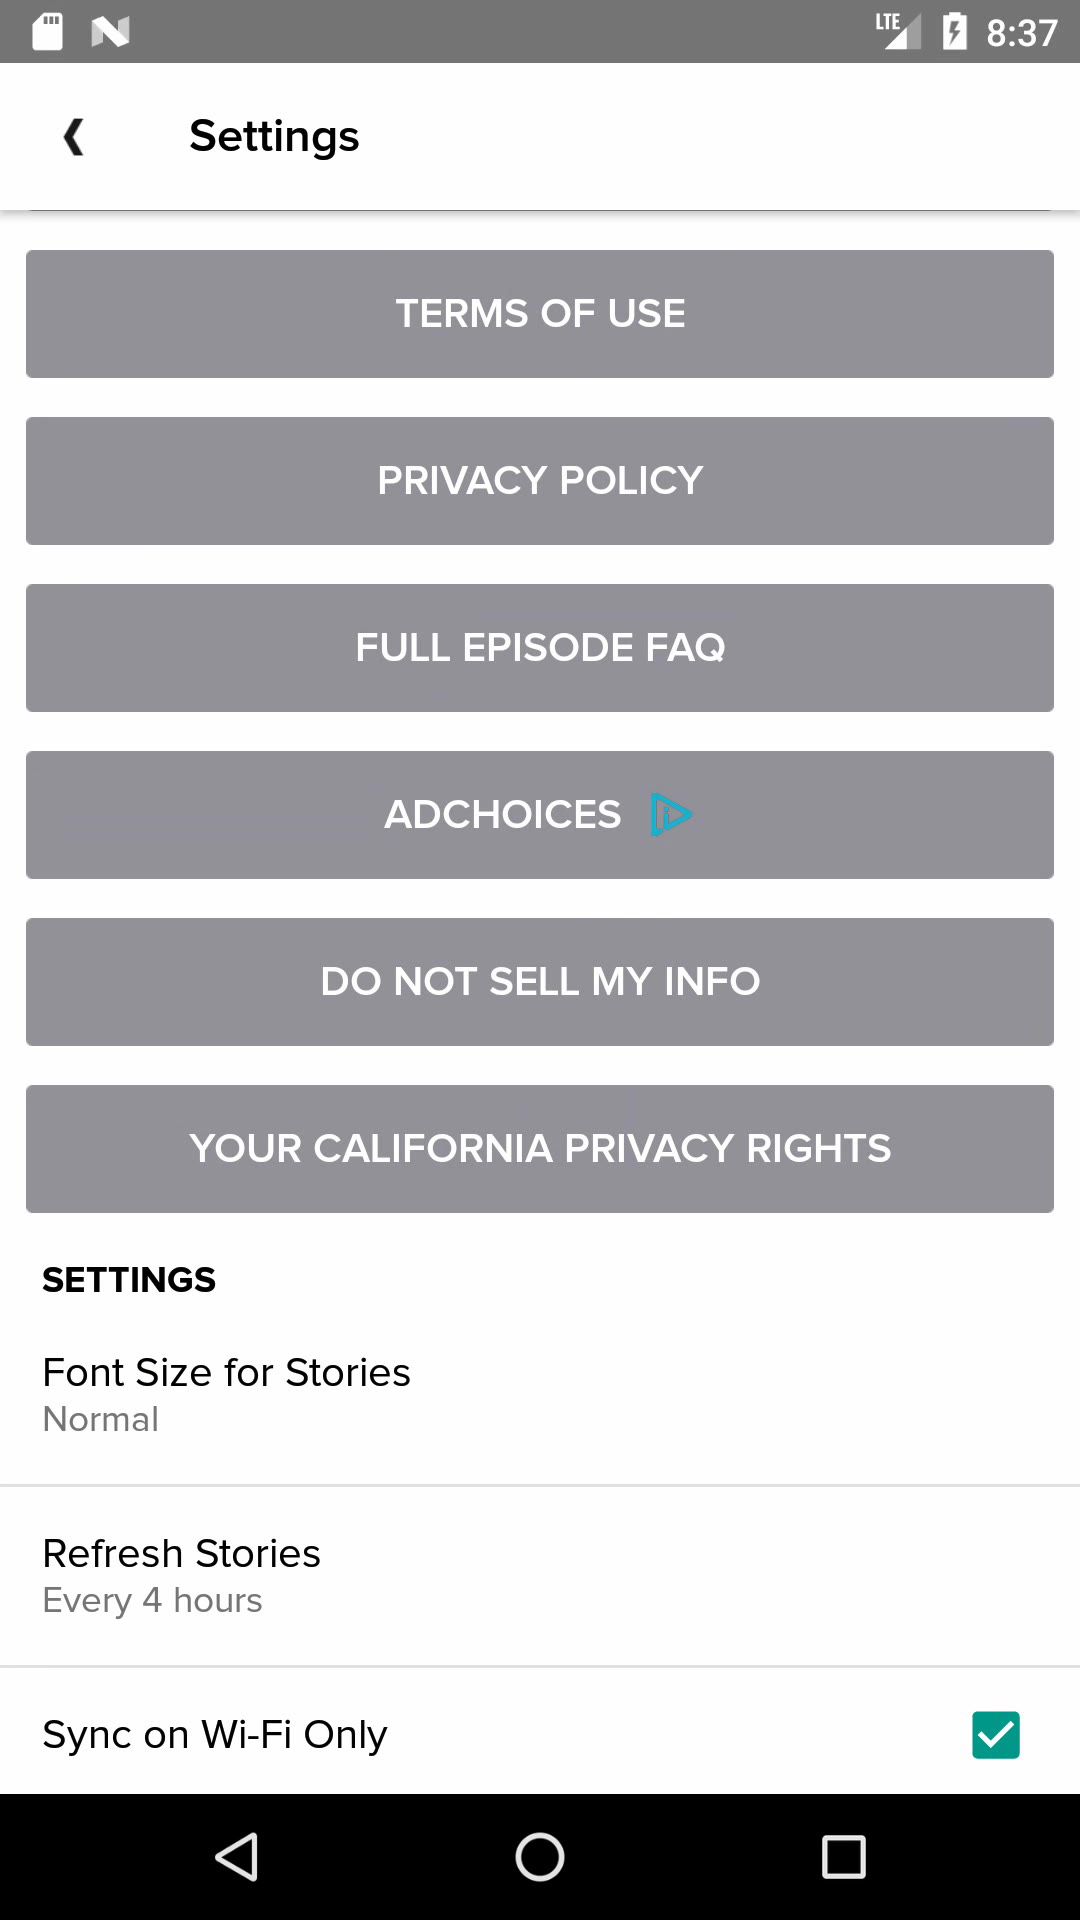 LTE 8:37
Settings
TERMS OF USE
PRIVACY POLICY
FULL EPISODE FAQ
ADCHOICES
DO NOT SELL MY INFO
YOUR CALIFORNIA PRIVACY RIGHTS
SETTINGS
Font Size for Stories
Normal
Refresh Stories
Every 4 hours
Sync on Wi-Fi Only